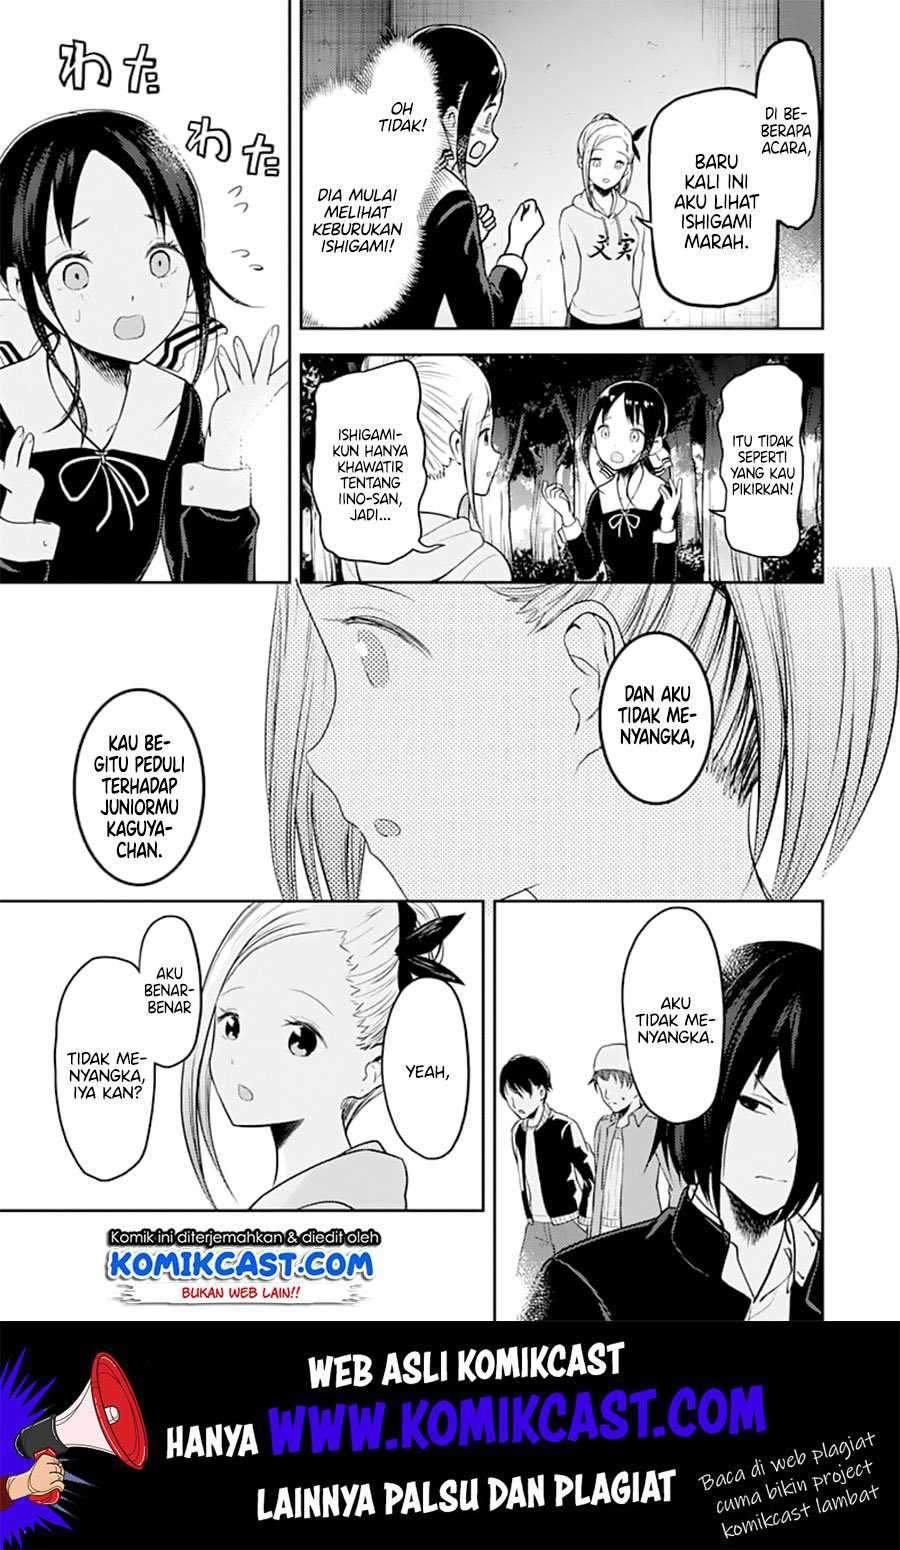 DI BE-
BERAPA
ACARA,
BARU
KALI INI
AKU LIHAT
ISHIGAMI
MARAH.
OH
TIDAK!
DIA MULAI
MELIHAT
KEBURUKAN
ISHIGAMI!
文実
わた
わた
ITU TIDAK
SEPERTI
YANG KAU
PIKIRKAN!
ISHIGAMI-
KUN HANYA
KHAWATIR
TENTANG
IINO-SAN,
JADI...
DAN AKU
TIDAK ME-
NYANGKA,
KAU BE-
GITU PEDULI
TERHADAP
JUNIORMU
KAGUYA-
CHAN.
AKU
TIDAK ME-
NYANGKA.
YEAH,
AKU
BENAR-
BENAR
TIDAK ME-
NYANGKA,
IYA KAN?
Komik ini diterjemahkan & diedit oleh
KOMIKCAST.COM
BUKAN WEB LAIN!!
WEB ASLI KOMIKCAST
HANYA WWW.KOMIKCAST.COM
LAINNYA PALSU DAN PLAGIAT
Baca di web plagiat
cuma bikin project
komikcast lambat